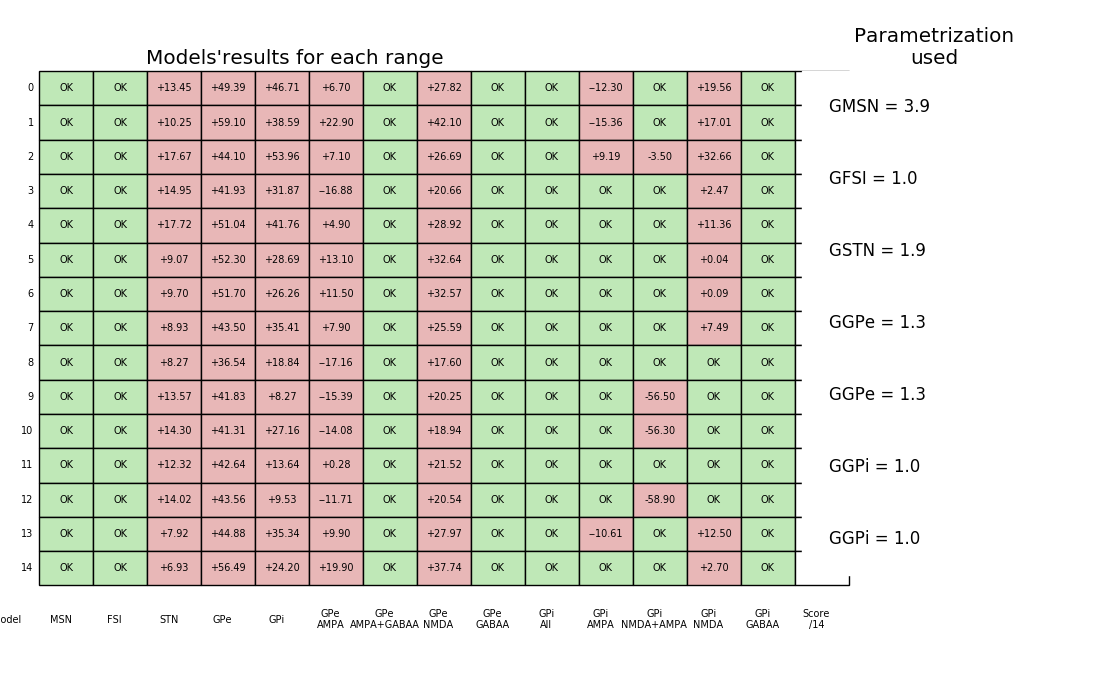 Parametrization
used
Models'results for each range
0 OK OK +13.45 +49.39 +46.71 +6.70 OK +27.82 OK OK −12.30 OK +19.56 OK
1 OK OK +10.25 +59.10 +38.59 +22.90 OK +42.10 OK OK −15.36 OK +17.01 OK
2 OK OK +17.67 +44.10 +53.96 +7.10 OK +26.69 OK OK +9.19 -3.50 +32.66 OK
3 OK OK +14.95 +41.93 +31.87 −16.88 OK +20.66 OK OK OK OK +2.47 OK
4 OK OK +17.72 +51.04 +41.76 +4.90 OK +28.92 OK OK OK OK +11.36 OK
5 OK OK +9.07 +52.30 +28.69 +13.10 OK +32.64 OK OK OK OK +0.04 OK
6 OK OK +9.70 +51.70 +26.26 +11.50 OK +32.57 OK OK OK OK +0.09 OK
7 OK OK +8.93 +43.50 +35.41 +7.90 OK +25.59 OK OK OK OK +7.49 OK
8 OK OK +8.27 +36.54 +18.84 −17.16 OK +17.60 OK OK OK OK OK OK
9 OK OK +13.57 +41.83 +8.27 −15.39 OK +20.25 OK OK OK -56.50 OK OK
10 OK OK +14.30 +41.31 +27.16 −14.08 OK +18.94 OK OK OK -56.30 OK OK
11 OK OK +12.32 +42.64 +13.64 +0.28 OK +21.52 OK OK OK OK OK OK
12 OK OK +14.02 +43.56 +9.53 −11.71 OK +20.54 OK OK OK -58.90 OK OK
13 OK OK +7.92 +44.88 +35.34 +9.90 OK +27.97 OK OK −10.61 OK +12.50 OK
14 OK OK +6.93 +56.49 +24.20 +19.90 OK +37.74 OK OK OK OK +2.70 OK
odel MSN FSI STN GPe GPi GPe AMPA GPe AMPA+GABAA GPe NMDA GPe GABAA GPi All GPi AMPA GPi NMDA+AMPA GPi NMDA GPi GABAA Score /14
GMSN = 3.9
GFSI = 1.0
GSTN = 1.9
GGPe = 1.3
GGPe = 1.3
GGPi = 1.0
GGPi = 1.0